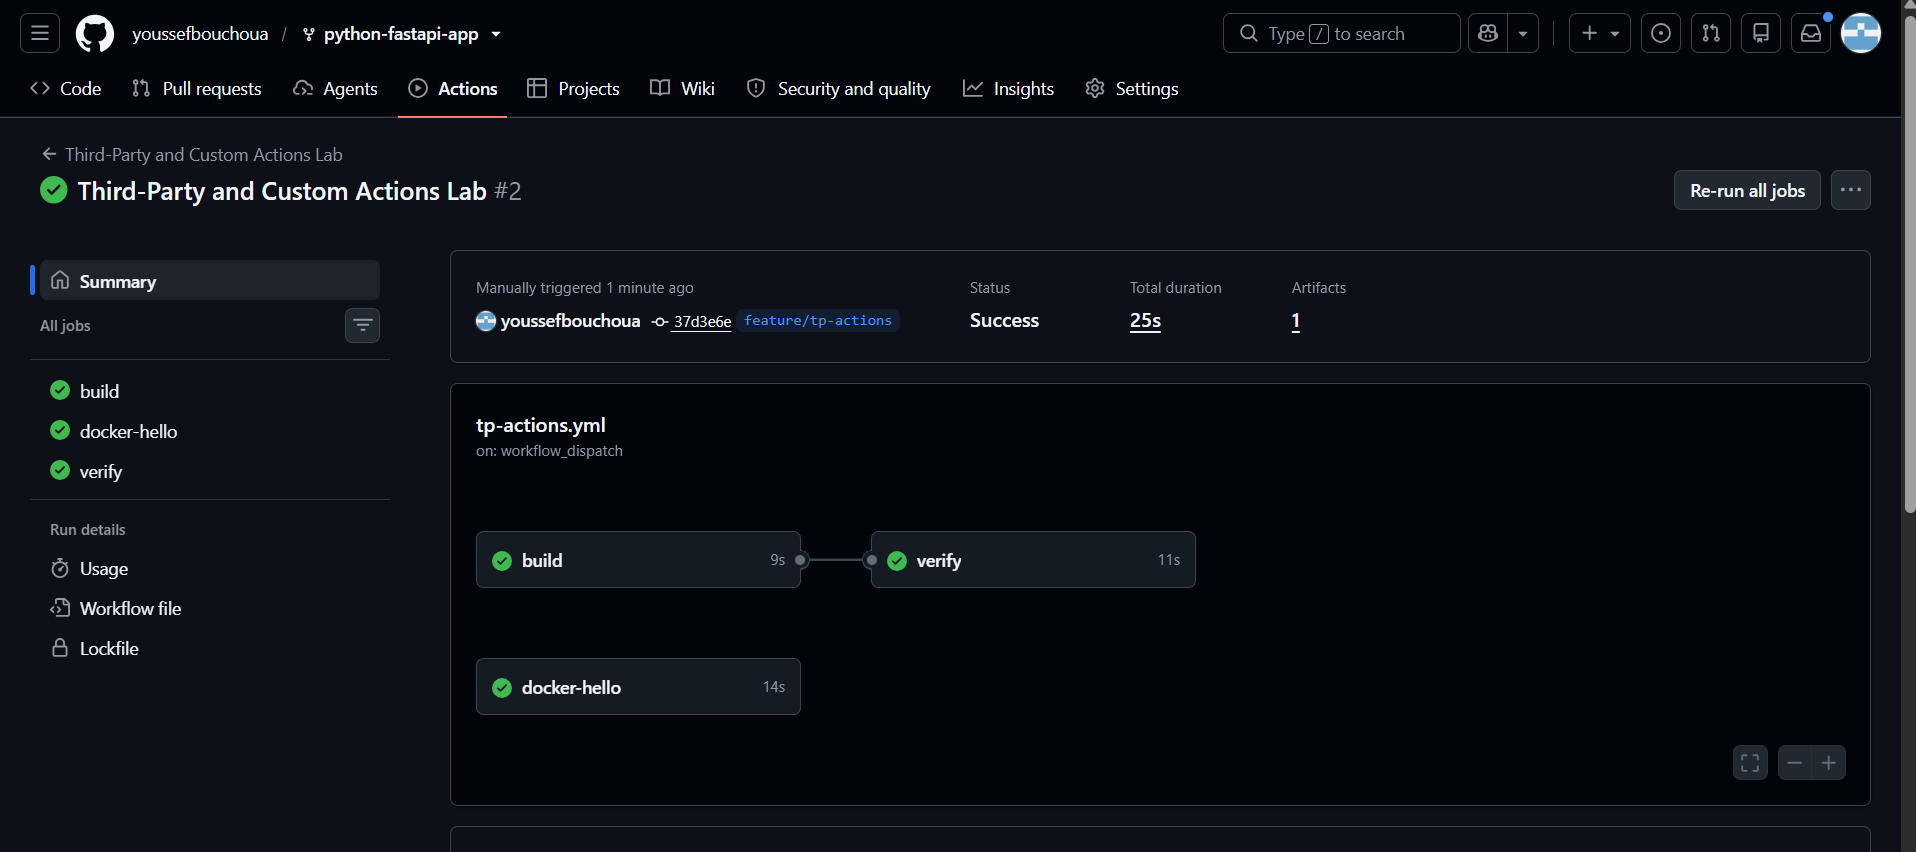 youssefbouchoua / python-fastapi-app
Type / to search
Code
Pull requests
Agents
Actions
Projects
Wiki
Security and quality
Insights
Settings
Third-Party and Custom Actions Lab
Third-Party and Custom Actions Lab #2
Re-run all jobs
Summary
All jobs
build
docker-hello
verify
Run details
Usage
Workflow file
Lockfile
Manually triggered 1 minute ago
youssefbouchoua 37d3e6e feature/tp-actions
Status
Success
Total duration
25s
Artifacts
1
tp-actions.yml
on: workflow_dispatch
build 9s
verify 11s
docker-hello 14s